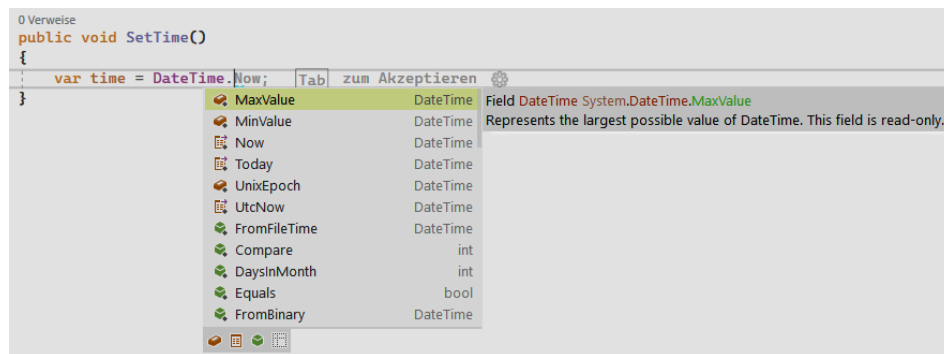 0 Verweise
public void SetTime()
{
var time = DateTime.Now; Tab zum Akzeptieren
}
MaxValue DateTime
MinValue DateTime
Now DateTime
Today DateTime
UnixEpoch DateTime
UtcNow DateTime
FromFileTime DateTime
Compare int
DaysInMonth int
Equals bool
FromBinary DateTime
Field DateTime System.DateTime.MaxValue
Represents the largest possible value of DateTime. This field is read-only.